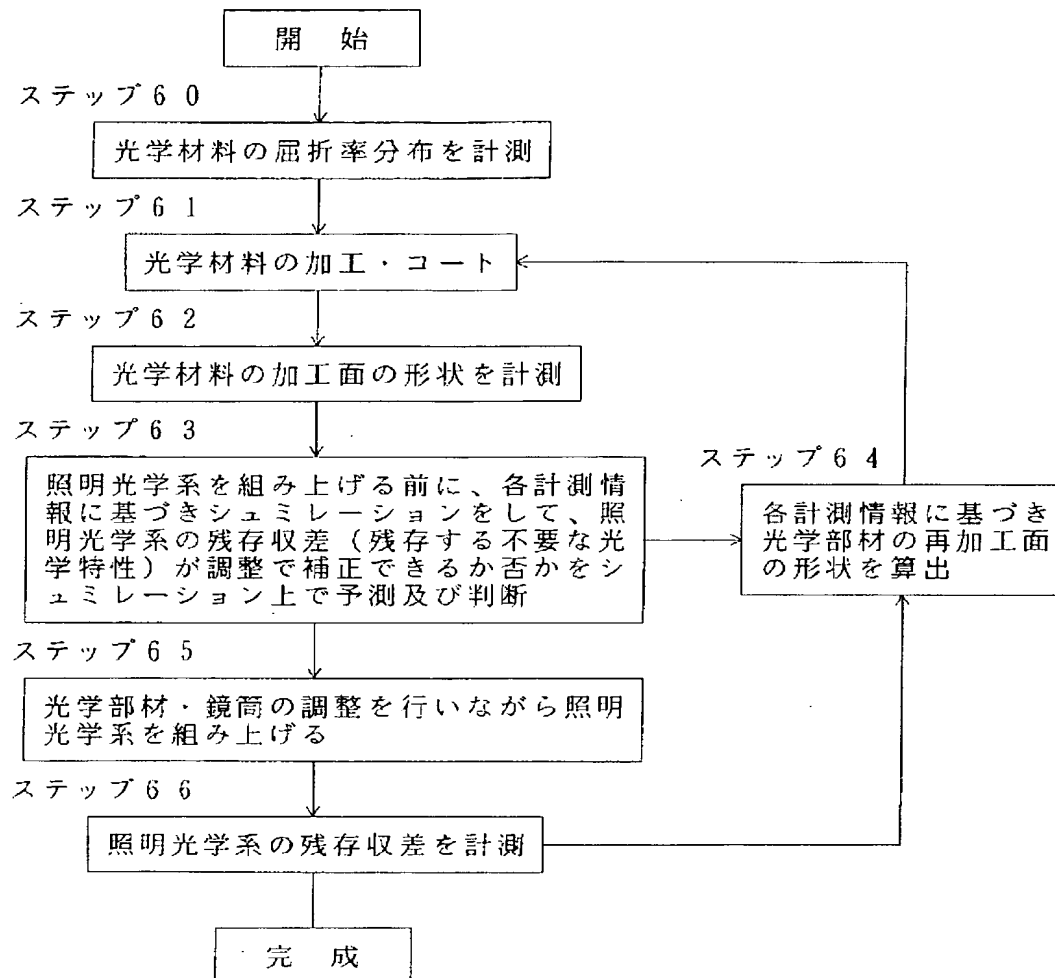 開 始
ステップ60
光学材料の屈折率分布を計測
ステップ61
光学材料の加工・コート
ステップ62
光学材料の加工面の形状を計測
ステップ63
照明光学系を組み上げる前に、各計測情
報に基づきシュミレーションをして、照
明光学系の残存収差（残存する不要な光
学特性）が調整で補正できるか否かをシ
ュミレーション上で予測及び判断
ステップ64
各計測情報に基づき
光学部材の再加工面
の形状を算出
ステップ65
光学部材・鏡筒の調整を行いながら照明
光学系を組み上げる
ステップ66
照明光学系の残存収差を計測
完 成